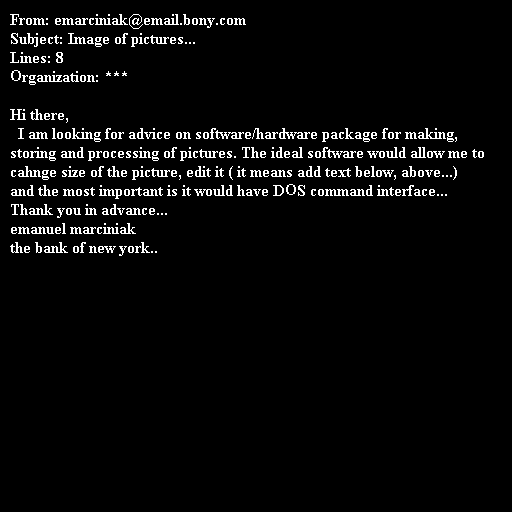 From: emarciniak@email.bony.com
Subject: Image of pictures...
Lines: 8
Organization: ***

Hi there,
  I am looking for advice on software/hardware package for making,
storing and processing of pictures. The ideal software would allow me to
cahnge size of the picture, edit it ( it means add text below, above...)
and the most important is it would have DOS command interface...
Thank you in advance...
emanuel marciniak
the bank of new york..